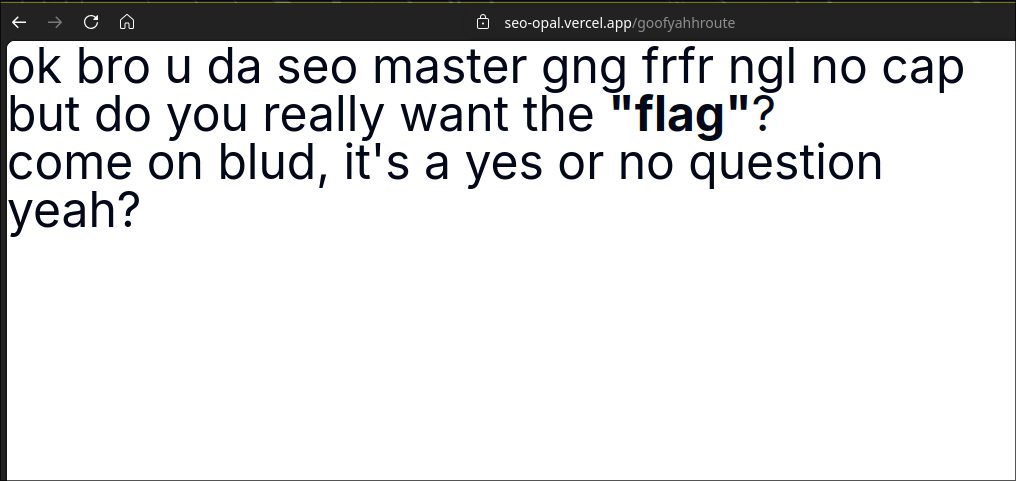 seo-opal.vercel.app/goofyahhroute
ok bro u da seo master gng frfr ngl no cap
but do you really want the "flag"?
come on blud, it's a yes or no question
yeah?